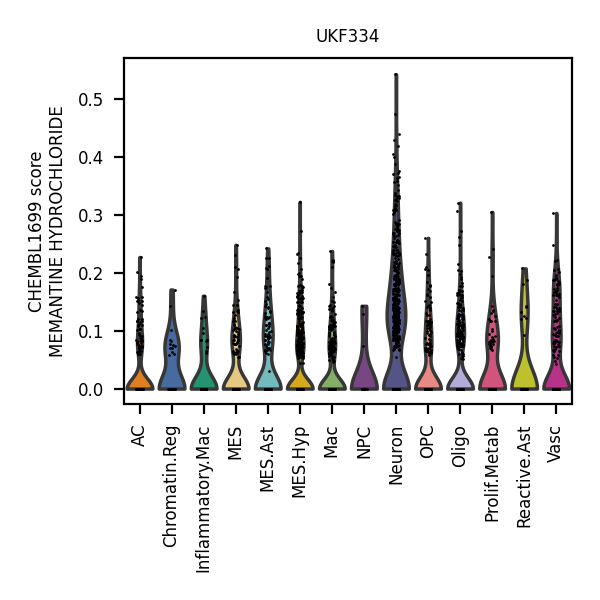 UKF334
CHEMBL1699 score
MEMANTINE HYDROCHLORIDE
0.5
0.4
0.3
0.2
0.1
0.0
AC
Chromatin.Reg
Inflammatory.Mac
MES
MES.Ast
MES.Hyp
Mac
NPC
Neuron
OPC
Oligo
Prolif.Metab
Reactive.Ast
Vasc